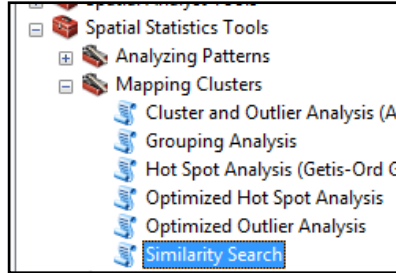 Spatial Statistics Tools
Analyzing Patterns
Mapping Clusters
Cluster and Outlier Analysis (A
Grouping Analysis
Hot Spot Analysis (Getis-Ord G
Optimized Hot Spot Analysis
Optimized Outlier Analysis
Similarity Search